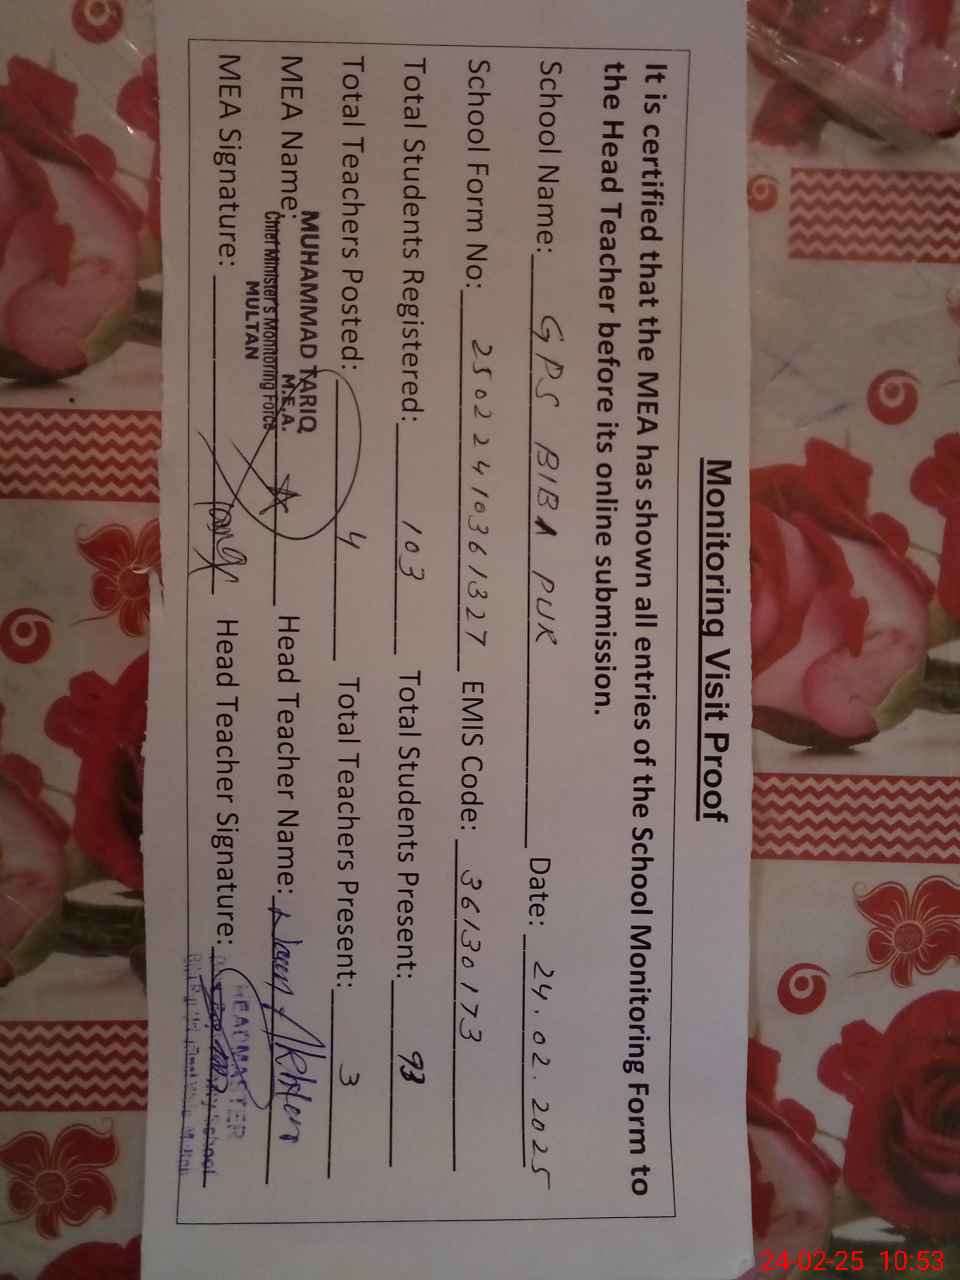 Monitoring Visit Proof
It is certified that the MEA has shown all entries of the School Monitoring Form to
the Head Teacher before its online submission.
School Name: GPS BIBA PUR Date: 24.02.2025
School Form No: 25022410361327 EMIS Code: 36130173
Total Students Registered: 103 Total Students Present: 93
Total Teachers Posted: 4 Total Teachers Present: 3
MEA Name: MUHAMMAD TARIQ Head Teacher Name: Akhter
M.E.A.
Chief Minister's Monitoring Force
MULTAN
MEA Signature: Head Teacher Signature:
HEADMASTER
School
24-02-25 10:53